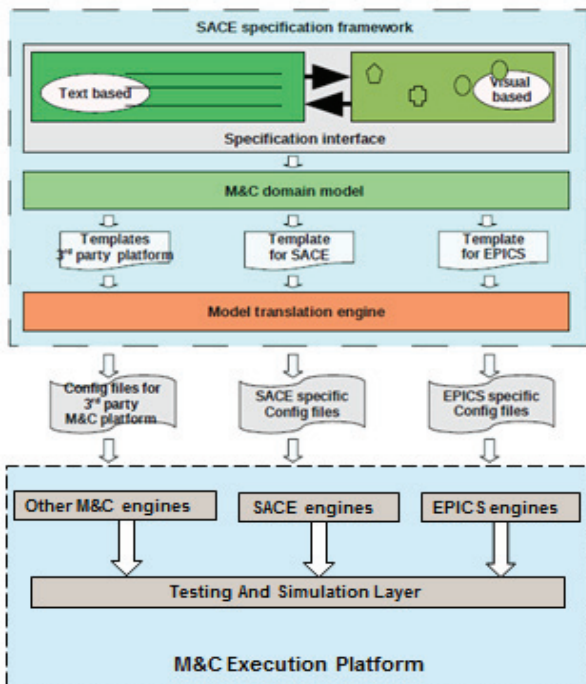 SACE specification framework
Text based
Visual
based
Specification interface
M&C domain model
Templates
3rd party platform
Template
for SACE
Template
for EPICS
Model translation engine
Config files for
3rd party
M&C platform
SACE specific
Config files
EPICS specific
Config files
Other M&C engines
SACE engines
EPICS engines
Testing And Simulation Layer
M&C Execution Platform